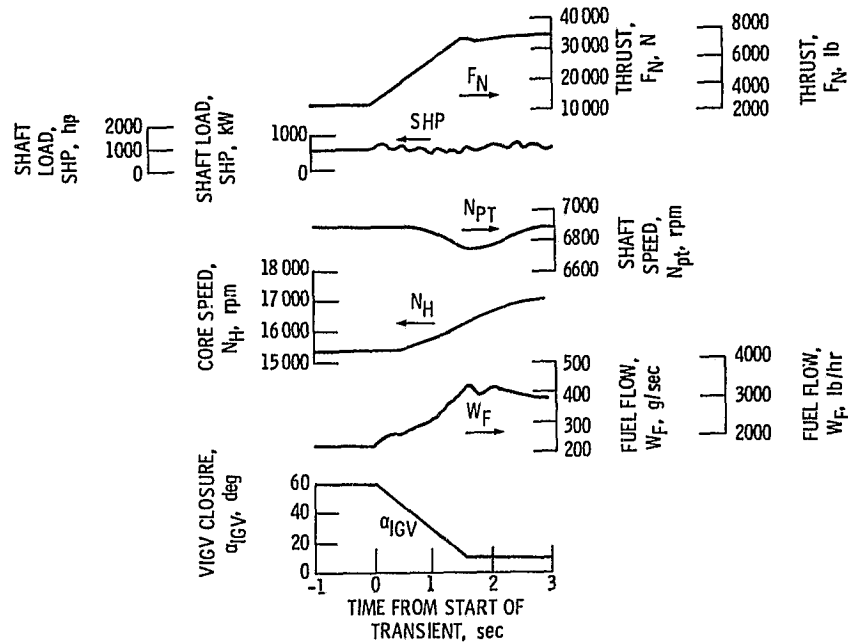 40 000
30 000
20 000
10 000
THRUST,
F_N, N
8000
6000
4000
2000
THRUST,
F_N, lb
F_N
SHAFT
LOAD,
SHP, hp
2000
1000
0
SHAFT LOAD,
SHP, kW
1000
0
SHP
N_PT
7000
6800
6600
SHAFT
SPEED,
N_pt, rpm
CORE SPEED,
N_H, rpm
18 000
17 000
16 000
15 000
N_H
W_F
500
400
300
200
FUEL FLOW,
W_F, g/sec
4000
3000
2000
FUEL FLOW,
W_F, lb/hr
VIGV CLOSURE,
α_IGV, deg
60
40
20
0
α_IGV
-1 0 1 2 3
TIME FROM START OF
TRANSIENT, sec